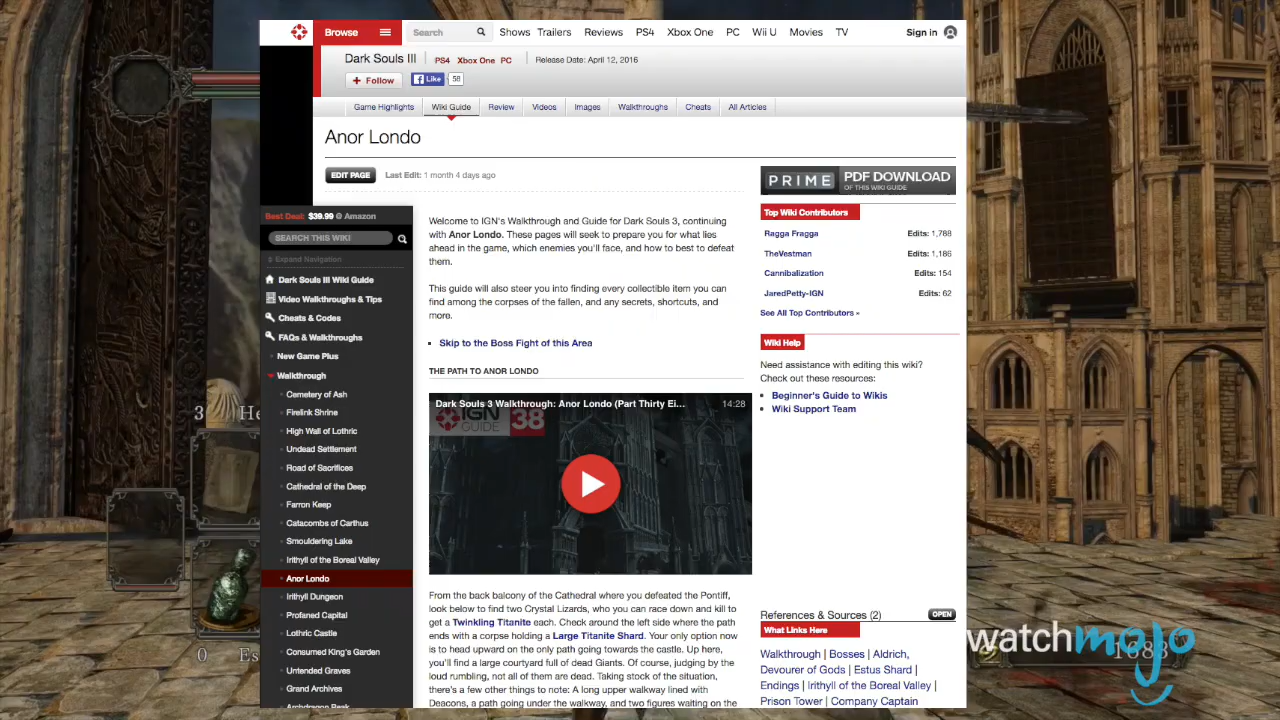 Browse
Search
Shows Trailers Reviews PS4 Xbox One PC Wii U Movies TV
Sign in
Dark Souls III
PS4 Xbox One PC
Release Date: April 12, 2016
+ Follow
Like
58
Game Highlights
Wiki Guide
Review
Videos
Images
Walkthroughs
Cheats
All Articles
Anor Londo
EDIT PAGE
Last Edit: 1 month 4 days ago
Best Deal: $39.99 @ Amazon
SEARCH THIS WIKI
Expand Navigation
Dark Souls III Wiki Guide
Video Walkthroughs & Tips
Cheats & Codes
FAQs & Walkthroughs
New Game Plus
Walkthrough
Cemetery of Ash
Firelink Shrine
High Wall of Lothric
Undead Settlement
Road of Sacrifices
Cathedral of the Deep
Farron Keep
Catacombs of Carthus
Smouldering Lake
Irithyll of the Boreal Valley
Anor Londo
Irithyll Dungeon
Profaned Capital
Lothric Castle
Consumed King's Garden
Untended Graves
Grand Archives
Archdragon Peak
Welcome to IGN's Walkthrough and Guide for Dark Souls 3, continuing
with Anor Londo. These pages will seek to prepare you for what lies
ahead in the game, which enemies you'll face, and how to best to defeat
them.
This guide will also steer you into finding every collectible item you can
find among the corpses of the fallen, and any secrets, shortcuts, and
more.
Skip to the Boss Fight of this Area
THE PATH TO ANOR LONDO
Dark Souls 3 Walkthrough: Anor Londo (Part Thirty Ei...
14:28
IGN
GUIDE 38
From the back balcony of the Cathedral where you defeated the Pontiff,
look below to find two Crystal Lizards, who you can race down and kill to
get a Twinkling Titanite each. Check around the left side where the path
ends with a corpse holding a Large Titanite Shard. Your only option now
is to head upward on the only path going towards the castle. Up here,
you'll find a large courtyard full of dead Giants. Of course, judging by the
loud rumbling, not all of them are dead. Taking stock of the situation,
there's a few other things to note: A long upper walkway lined with
Deacons, a path going under the walkway, and two figures waiting on the
PRIME
PDF DOWNLOAD
OF THIS WIKI GUIDE
Top Wiki Contributors
Ragga Fragga Edits: 1,788
TheVestman Edits: 1,186
Cannibalization Edits: 154
JaredPetty-IGN Edits: 62
See All Top Contributors »
Wiki Help
Need assistance with editing this wiki?
Check out these resources:
Beginner's Guide to Wikis
Wiki Support Team
References & Sources (2)
OPEN
What Links Here
Walkthrough | Bosses | Aldrich,
Devourer of Gods | Estus Shard |
Endings | Irithyll of the Boreal Valley |
Prison Tower | Company Captain
3 He
0 Es
watchmojo